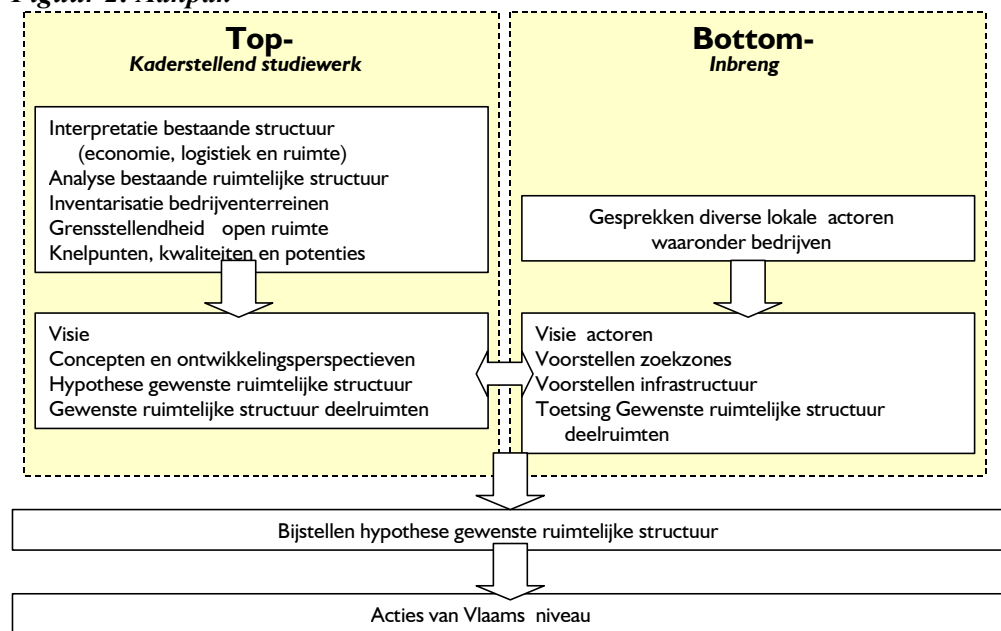 Figuur 2: Aanpak
Top-
Kaderstellend studiewerk
Interpretatie bestaande structuur
(economie, logistiek en ruimte)
Analyse bestaande ruimtelijke structuur
Inventarisatie bedrijventerreinen
Grensstellendheid open ruimte
Knelpunten, kwaliteiten en potenties
Visie
Concepten en ontwikkelingsperspectieven
Hypothese gewenste ruimtelijke structuur
Gewenste ruimtelijke structuur deelruimten
Bottom-
Inbreng
Gesprekken diverse lokale actoren
waaronder bedrijven
Visie actoren
Voorstellen zoekzones
Voorstellen infrastructuur
Toetsing Gewenste ruimtelijke structuur
deelruimten
Bijstellen hypothese gewenste ruimtelijke structuur
Acties van Vlaams niveau